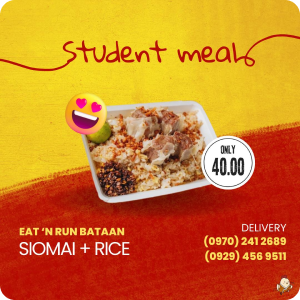 Student meal
ONLY
40.00
EAT ‘N RUN BATAAN
SIOMAI + RICE
DELIVERY
(0970) 241 2689
(0929) 456 9511